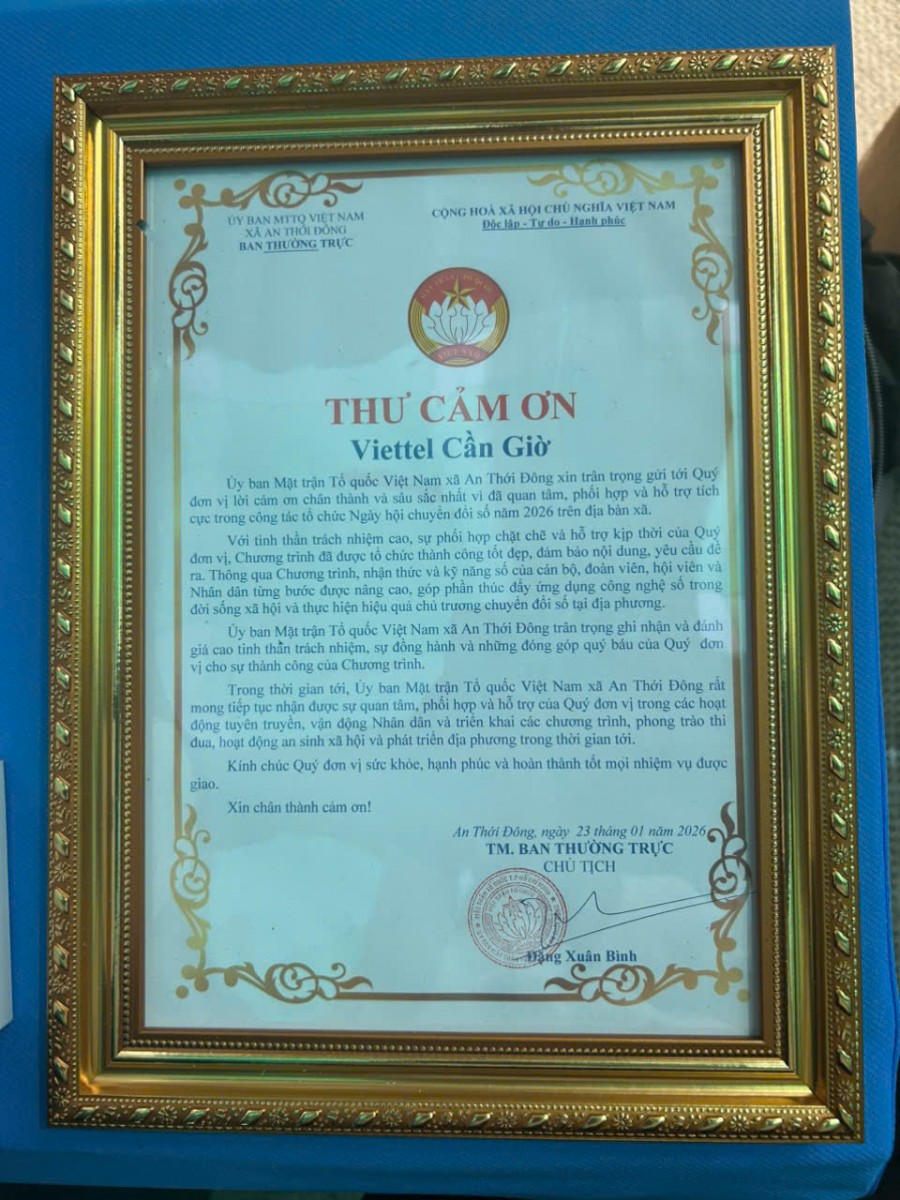 ỦY BAN MTTQ VIỆT NAM
XÃ AN THỚI ĐÔNG
BAN THƯỜNG TRỰC
CỘNG HOÀ XÃ HỘI CHỦ NGHĨA VIỆT NAM
Độc lập - Tự do - Hạnh phúc
MẶT TRẬN TỔ QUỐC
VIỆT NAM
THƯ CẢM ƠN
Viettel Cần Giờ
Ủy ban Mặt trận Tổ quốc Việt Nam xã An Thới Đông xin trân trọng gửi tới Quý
đơn vị lời cảm ơn chân thành và sâu sắc nhất vì đã quan tâm, phối hợp và hỗ trợ tích
cực trong công tác tổ chức Ngày hội chuyển đổi số năm 2026 trên địa bàn xã.
Với tinh thần trách nhiệm cao, sự phối hợp chặt chẽ và hỗ trợ kịp thời của Quý
đơn vị, Chương trình đã được tổ chức thành công tốt đẹp, đảm bảo nội dung, yêu cầu đề
ra. Thông qua Chương trình, nhận thức và kỹ năng số của cán bộ, đoàn viên, hội viên và
Nhân dân từng bước được nâng cao, góp phần thúc đẩy ứng dụng công nghệ số trong
đời sống xã hội và thực hiện hiệu quả chủ trương chuyển đổi số tại địa phương.
Ủy ban Mặt trận Tổ quốc Việt Nam xã An Thới Đông trân trọng ghi nhận và đánh
giá cao tinh thần trách nhiệm, sự đồng hành và những đóng góp quý báu của Quý đơn
vị cho sự thành công của Chương trình.
Trong thời gian tới, Ủy ban Mặt trận Tổ quốc Việt Nam xã An Thới Đông rất
mong tiếp tục nhận được sự quan tâm, phối hợp và hỗ trợ của Quý đơn vị trong các hoạt
động tuyên truyền, vận động Nhân dân và triển khai các chương trình, phong trào thi
đua, hoạt động an sinh xã hội và phát triển địa phương trong thời gian tới.
Kính chúc Quý đơn vị sức khỏe, hạnh phúc và hoàn thành tốt mọi nhiệm vụ được
giao.
Xin chân thành cảm ơn!
An Thới Đông, ngày 23 tháng 01 năm 2026
TM. BAN THƯỜNG TRỰC
CHỦ TỊCH
Đặng Xuân Bình